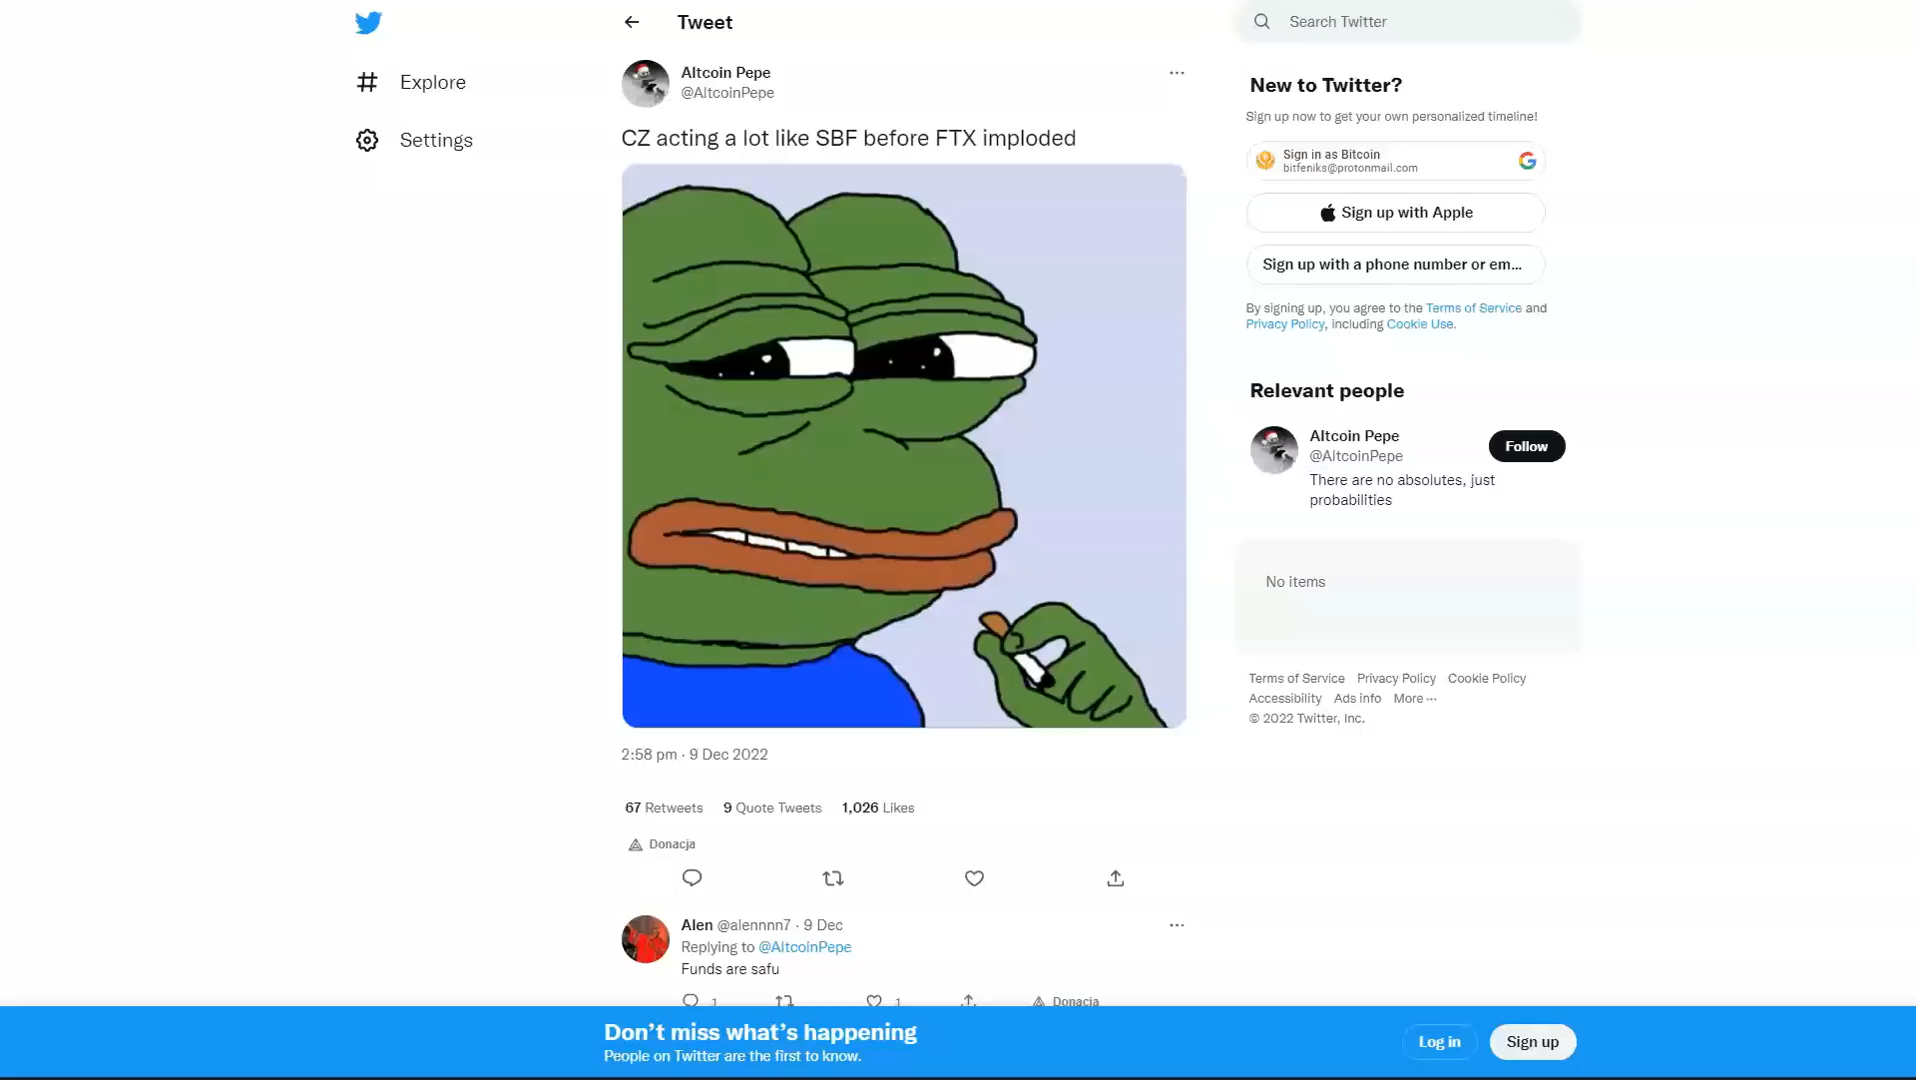 Explore
Settings
Tweet
Altcoin Pepe
@AltcoinPepe
CZ acting a lot like SBF before FTX imploded
2:58 pm · 9 Dec 2022
67 Retweets 9 Quote Tweets 1,026 Likes
Donacja
Alen @alennnn7 · 9 Dec
Replying to @AltcoinPepe
Funds are safu
1 1 Donacja
Search Twitter
New to Twitter?
Sign up now to get your own personalized timeline!
Sign in as Bitcoin
bitfeniks@protonmail.com
Sign up with Apple
Sign up with a phone number or em...
By signing up, you agree to the Terms of Service and
Privacy Policy, including Cookie Use.
Relevant people
Altcoin Pepe
@AltcoinPepe
Follow
There are no absolutes, just
probabilities
No items
Terms of Service Privacy Policy Cookie Policy
Accessibility Ads info More ···
© 2022 Twitter, Inc.
Don't miss what's happening
People on Twitter are the first to know.
Log in
Sign up